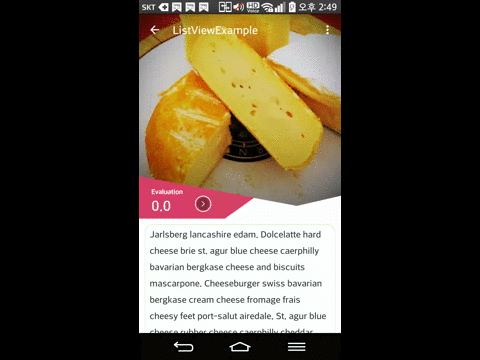 SKT HD Voice 오후 2:49
ListViewExample
Evaluation
0.0
Jarlsberg lancashire edam. Dolcelatte hard
cheese brie st. agur blue cheese caerphilly
bavarian bergkase cheese and biscuits
mascarpone. Cheeseburger swiss bavarian
bergkase cream cheese fromage frais
cheesy feet port-salut airedale. St. agur blue
cheese rubber cheese caerphilly cheddar